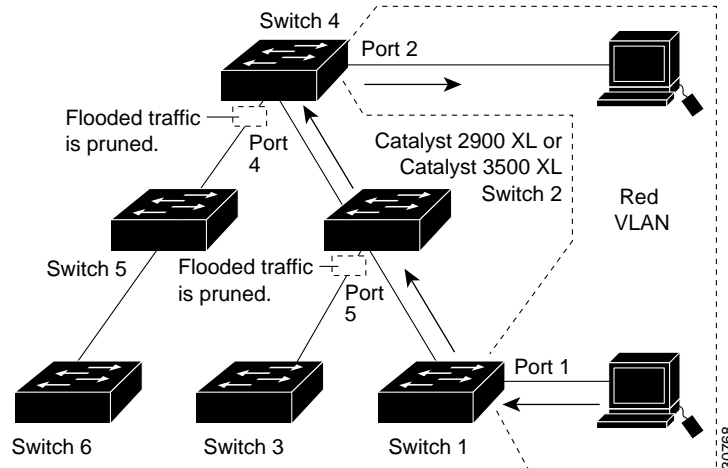 Switch 4
Port 2
Flooded traffic
is pruned.
Port
4
Catalyst 2900 XL or
Catalyst 3500 XL
Switch 2
Red
VLAN
Switch 5
Flooded traffic
is pruned.
Port
5
Port 1
Switch 6
Switch 3
Switch 1